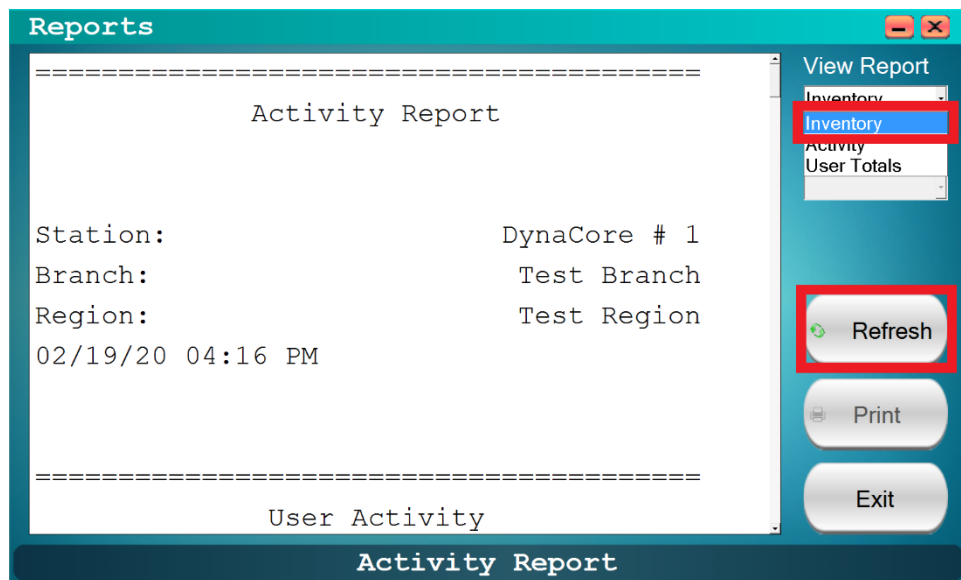 Reports
========================================
Activity Report
Station: DynaCore # 1
Branch: Test Branch
Region: Test Region
02/19/20 04:16 PM
========================================
User Activity
View Report
Inventory
Inventory
Activity
User Totals
Refresh
Print
Exit
Activity Report